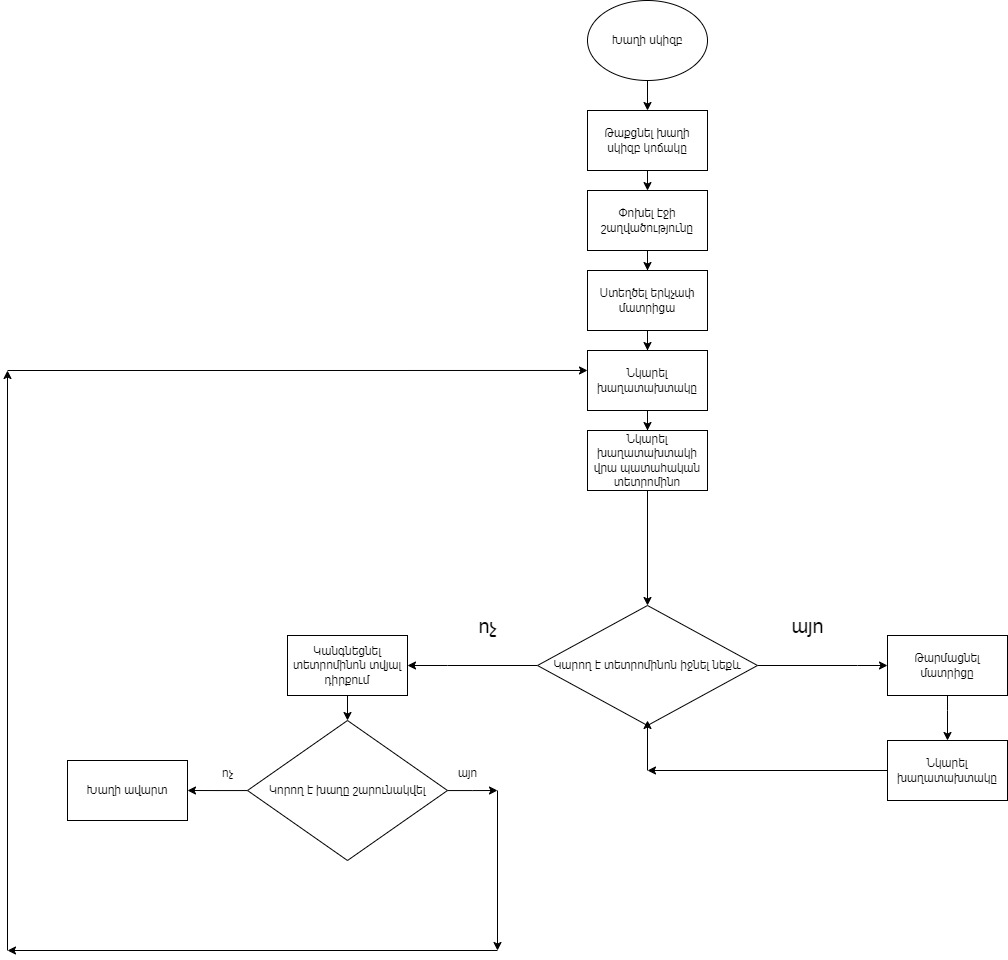 Խաղի սկիզբ
Թաքցնել խաղի
սկիզբ կոճակը
Փոխել էջի
շաղվածությունը
Ստեղծել երկչափ
մատրիցա
Նկարել
խաղատախտակը
Նկարել
խաղատախտակի
վրա պատահական
տետրոմինո
ոչ
այո
Կանգնեցնել
տետրոմինոն տվյալ
դիրքում
Կարող է տետրոմինոն իջնել նեքև
Թարմացնել
մատրիցը
ոչ
այո
Խաղի ավարտ
Կորող է խաղը շարունակվել
Նկարել
խաղատախտակը